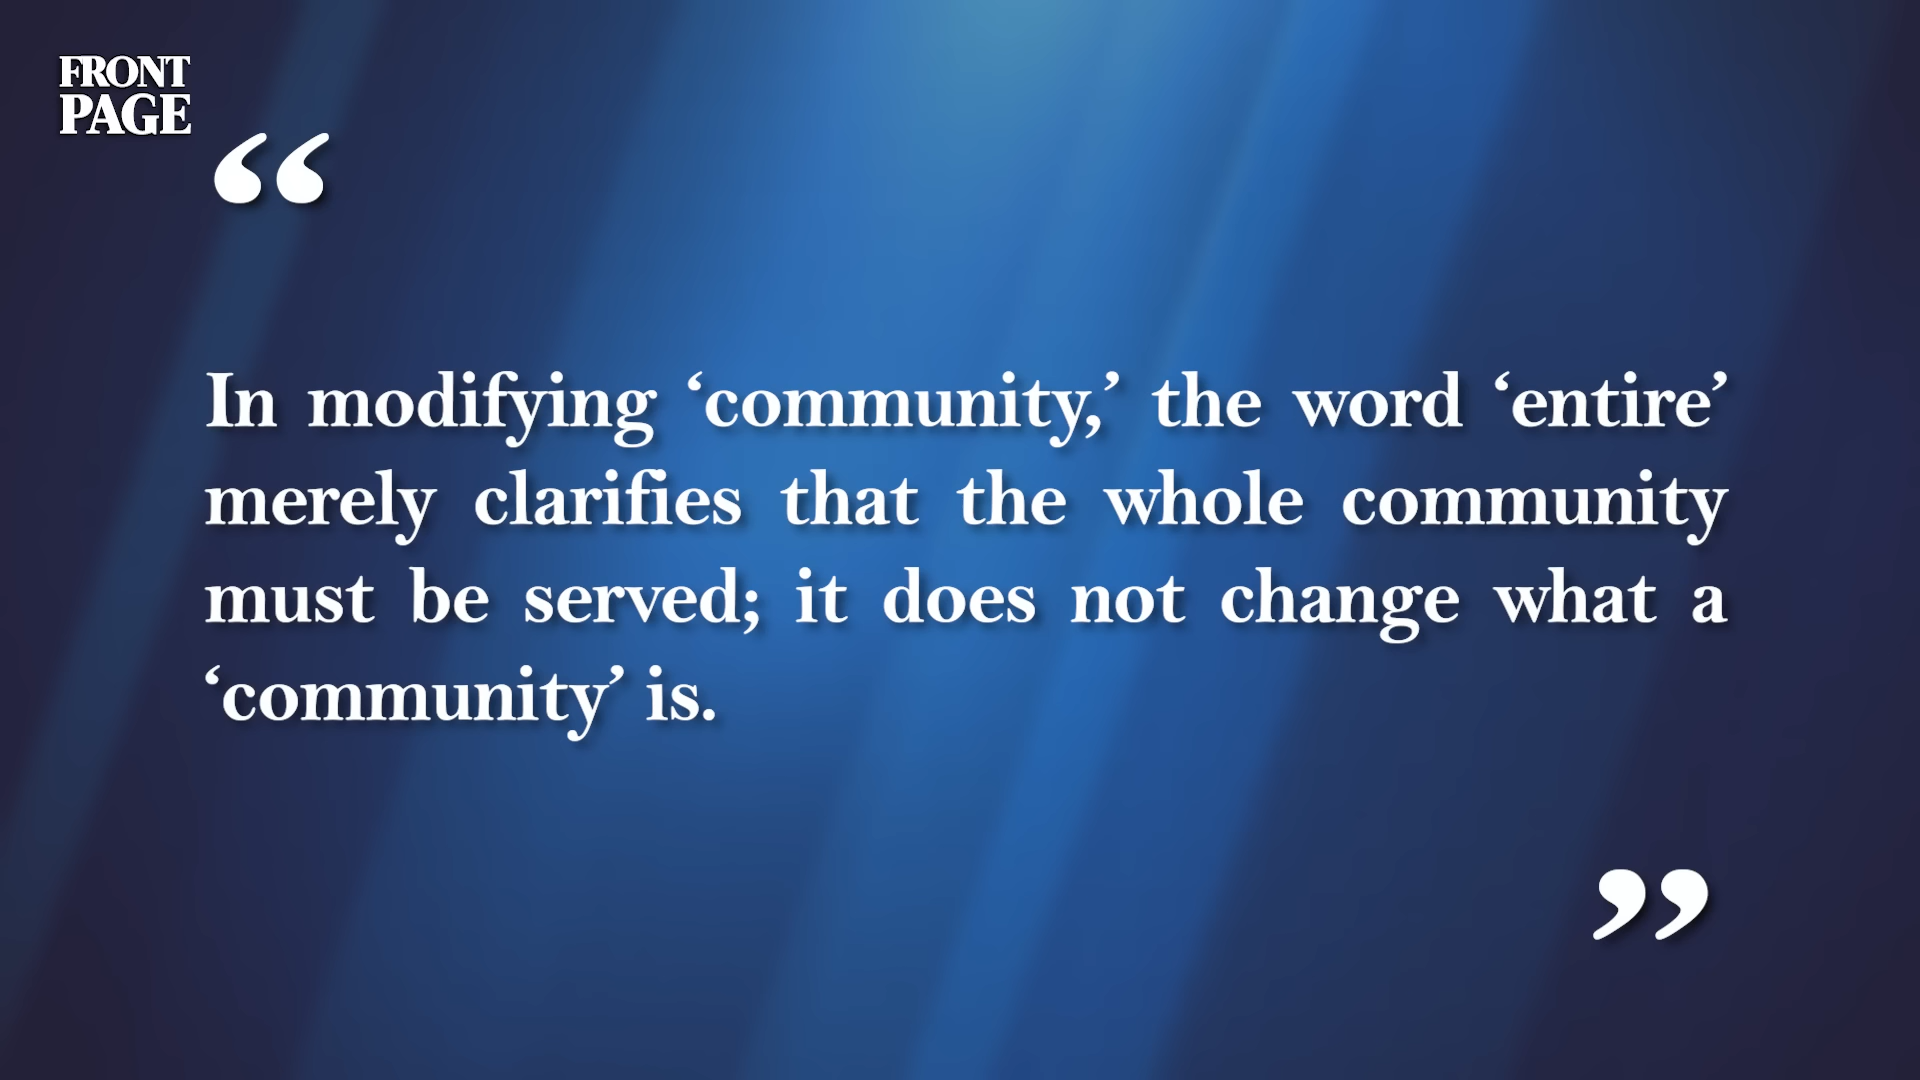 FRONT
PAGE
“
In modifying ‘community,’ the word ‘entire’
merely clarifies that the whole community
must be served; it does not change what a
‘community’ is.
”